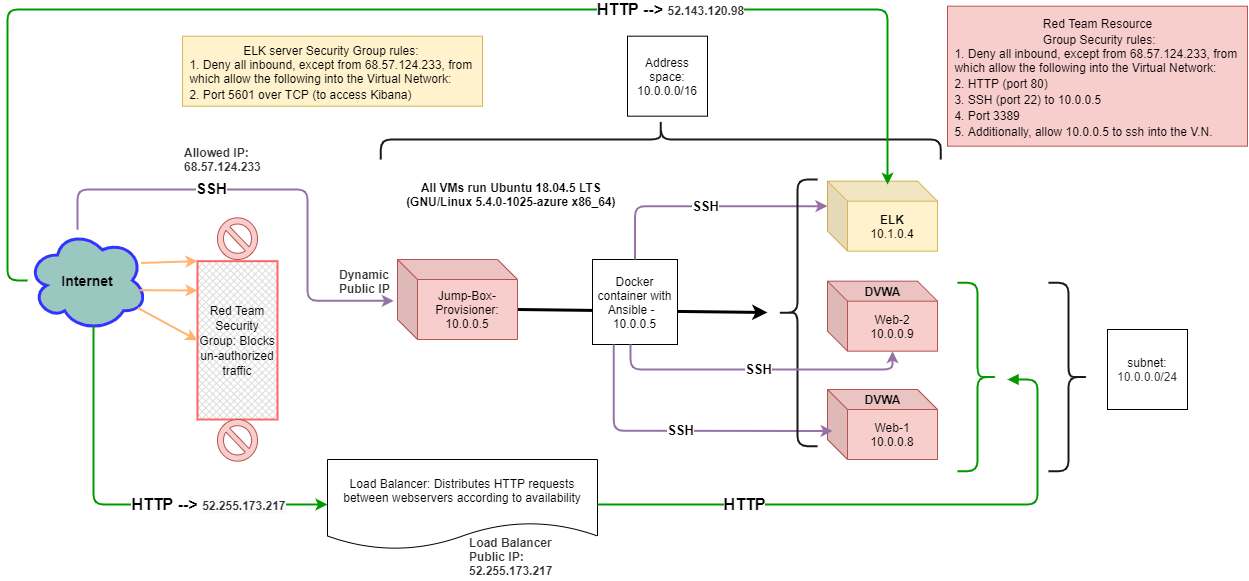 HTTP --> 52.143.120.98
ELK server Security Group rules:
1. Deny all inbound, except from 68.57.124.233, from
which allow the following into the Virtual Network:
2. Port 5601 over TCP (to access Kibana)
Address
space:
10.0.0.0/16
Red Team Resource
Group Security rules:
1. Deny all inbound, except from 68.57.124.233, from
which allow the following into the Virtual Network:
2. HTTP (port 80)
3. SSH (port 22) to 10.0.0.5
4. Port 3389
5. Additionally, allow 10.0.0.5 to ssh into the V.N.
Allowed IP:
68.57.124.233
SSH
All VMs run Ubuntu 18.04.5 LTS
(GNU/Linux 5.4.0-1025-azure x86_64)
SSH
ELK
10.1.0.4
Internet
Red Team
Security
Group: Blocks
un-authorized
traffic
Dynamic
Public IP
Jump-Box-
Provisioner:
10.0.0.5
Docker
container with
Ansible -
10.0.0.5
DVWA
Web-2
10.0.0.9
SSH
DVWA
Web-1
10.0.0.8
SSH
subnet:
10.0.0.0/24
HTTP --> 52.255.173.217
Load Balancer: Distributes HTTP requests
between webservers according to availability
HTTP
Load Balancer
Public IP:
52.255.173.217